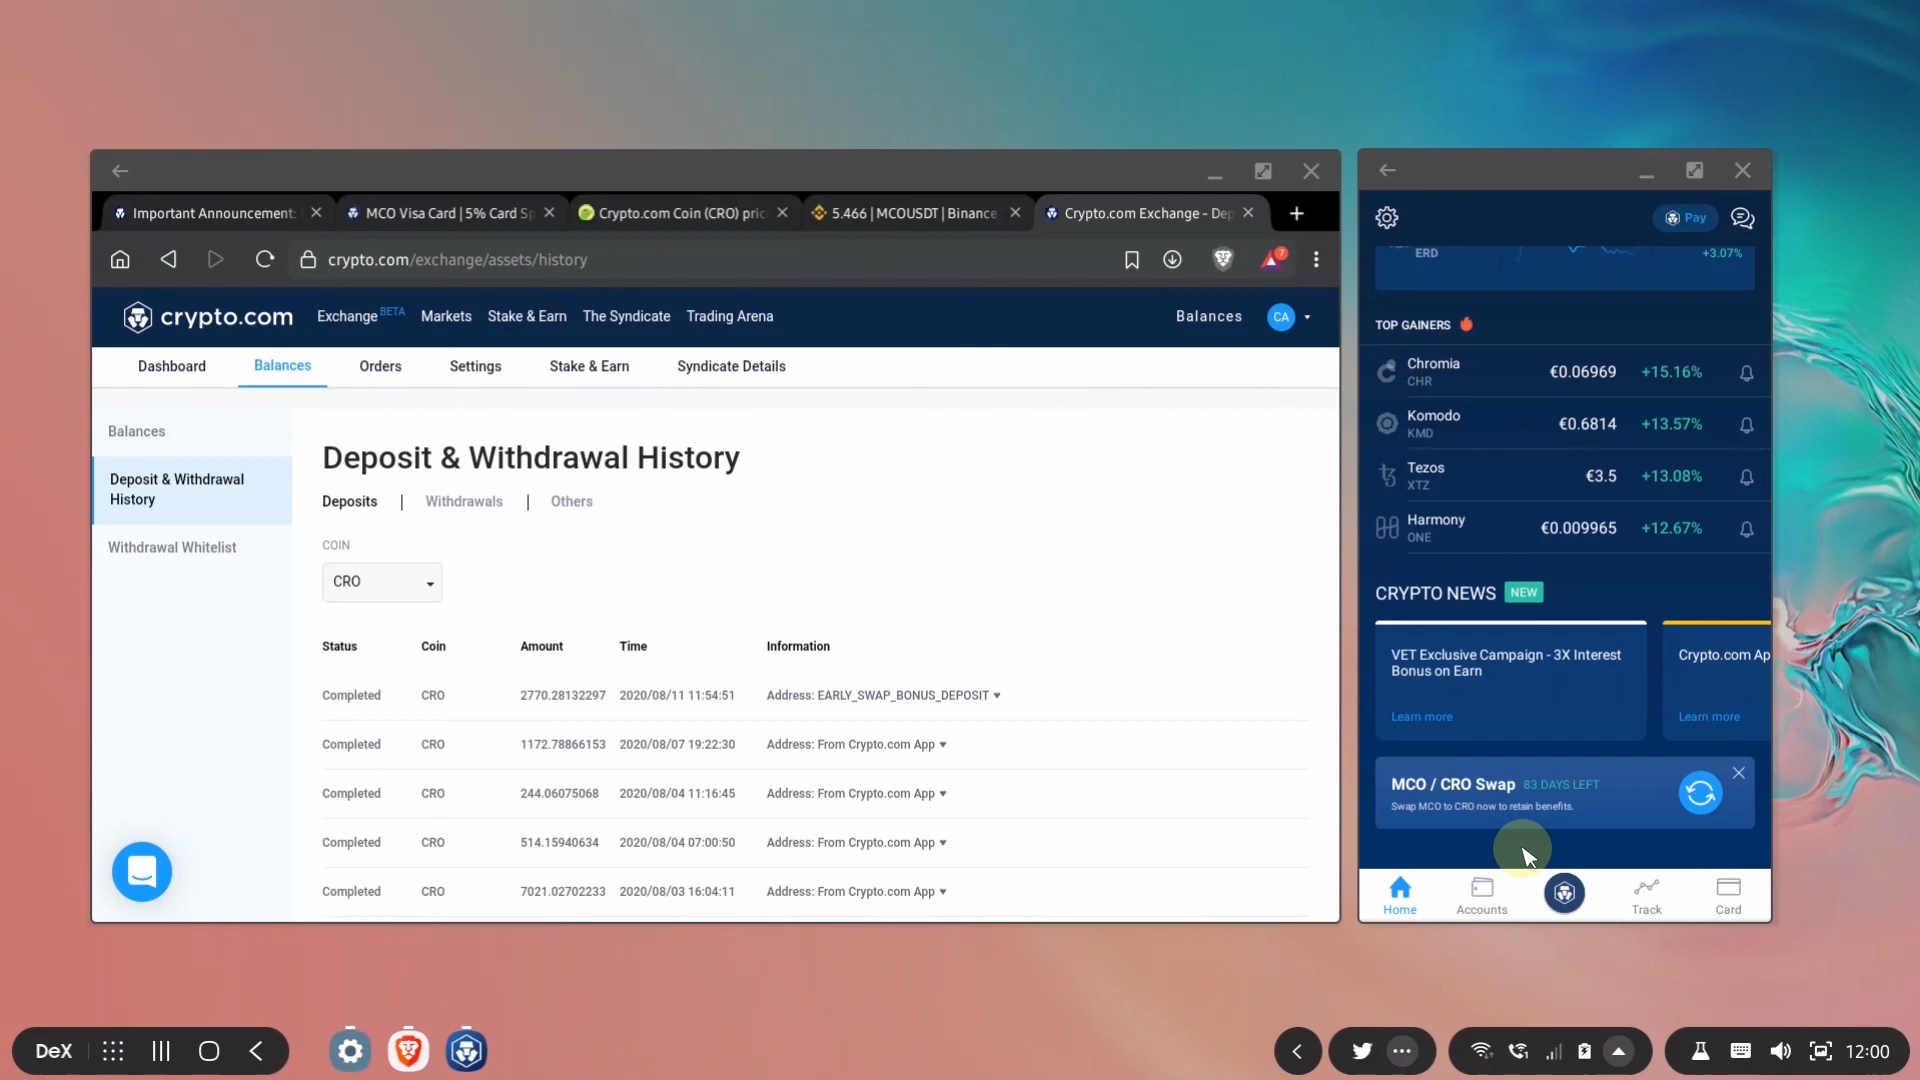 Important Announcement:
MCO Visa Card | 5% Card Sp
Crypto.com Coin (CRO) pric
5.466 | MCOUSDT | Binance
Crypto.com Exchange - Dep
crypto.com/exchange/assets/history
7
crypto.com
Exchange BETA
Markets
Stake & Earn
The Syndicate
Trading Arena
Balances
CA
Dashboard
Balances
Orders
Settings
Stake & Earn
Syndicate Details
Balances
Deposit & Withdrawal
History
Withdrawal Whitelist
Deposit & Withdrawal History
Deposits | Withdrawals | Others
COIN
CRO
Status Coin Amount Time Information
Completed CRO 2770.28132297 2020/08/11 11:54:51 Address: EARLY_SWAP_BONUS_DEPOSIT
Completed CRO 1172.78866153 2020/08/07 19:22:30 Address: From Crypto.com App
Completed CRO 244.06075068 2020/08/04 11:16:45 Address: From Crypto.com App
Completed CRO 514.15940634 2020/08/04 07:00:50 Address: From Crypto.com App
Completed CRO 7021.02702233 2020/08/03 16:04:11 Address: From Crypto.com App
Pay
ERD
+3.07%
TOP GAINERS
Chromia
CHR
€0.06969 +15.16%
Komodo
KMD
€0.6814 +13.57%
Tezos
XTZ
€3.5 +13.08%
Harmony
ONE
€0.009965 +12.67%
CRYPTO NEWS NEW
VET Exclusive Campaign - 3X Interest
Bonus on Earn
Learn more
Crypto.com Ap
Learn more
MCO / CRO Swap 83 DAYS LEFT
Swap MCO to CRO now to retain benefits.
Home
Accounts
Track
Card
DeX
12:00